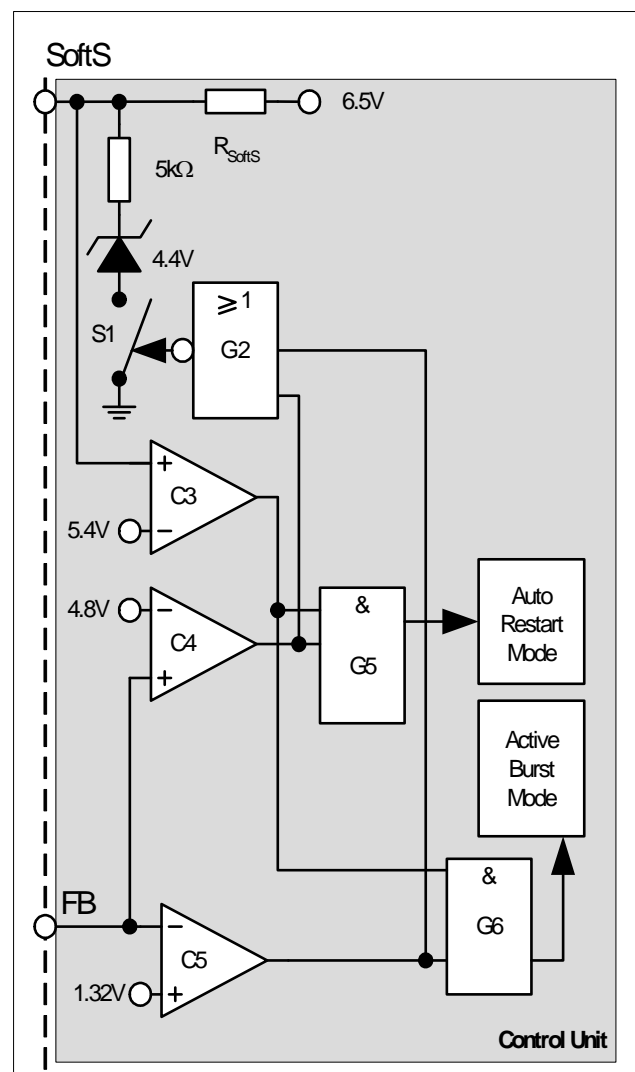 SoftS
6.5V
R_SoftS
5kΩ
4.4V
S1
≥1
G2
+
C3
5.4V
−
4.8V
−
C4
+
&
G5
Auto
Restart
Mode
Active
Burst
Mode
FB
−
C5
1.32V
+
&
G6
Control Unit